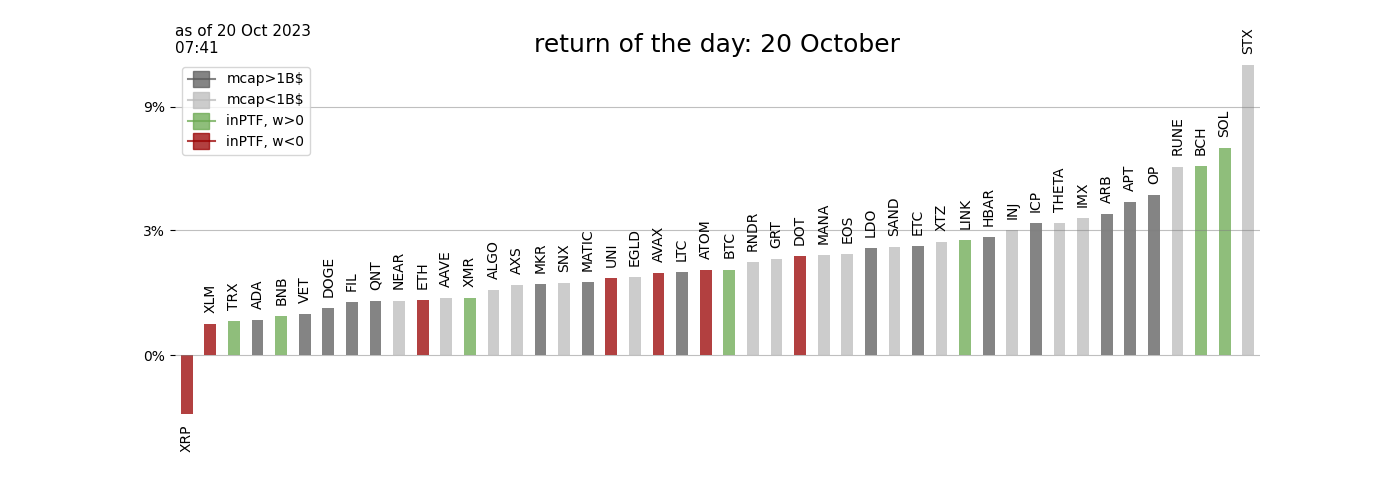 as of 20 Oct 2023
07:41
return of the day: 20 October
mcap>1B$
mcap<1B$
inPTF, w>0
inPTF, w<0
9%
3%
0%
XRP
XLM
TRX
ADA
BNB
VET
DOGE
FIL
QNT
NEAR
ETH
AAVE
XMR
ALGO
AXS
MKR
SNX
MATIC
UNI
EGLD
AVAX
LTC
ATOM
BTC
RNDR
GRT
DOT
MANA
EOS
LDO
SAND
ETC
XTZ
LINK
HBAR
INJ
ICP
THETA
IMX
ARB
APT
OP
RUNE
BCH
SOL
STX